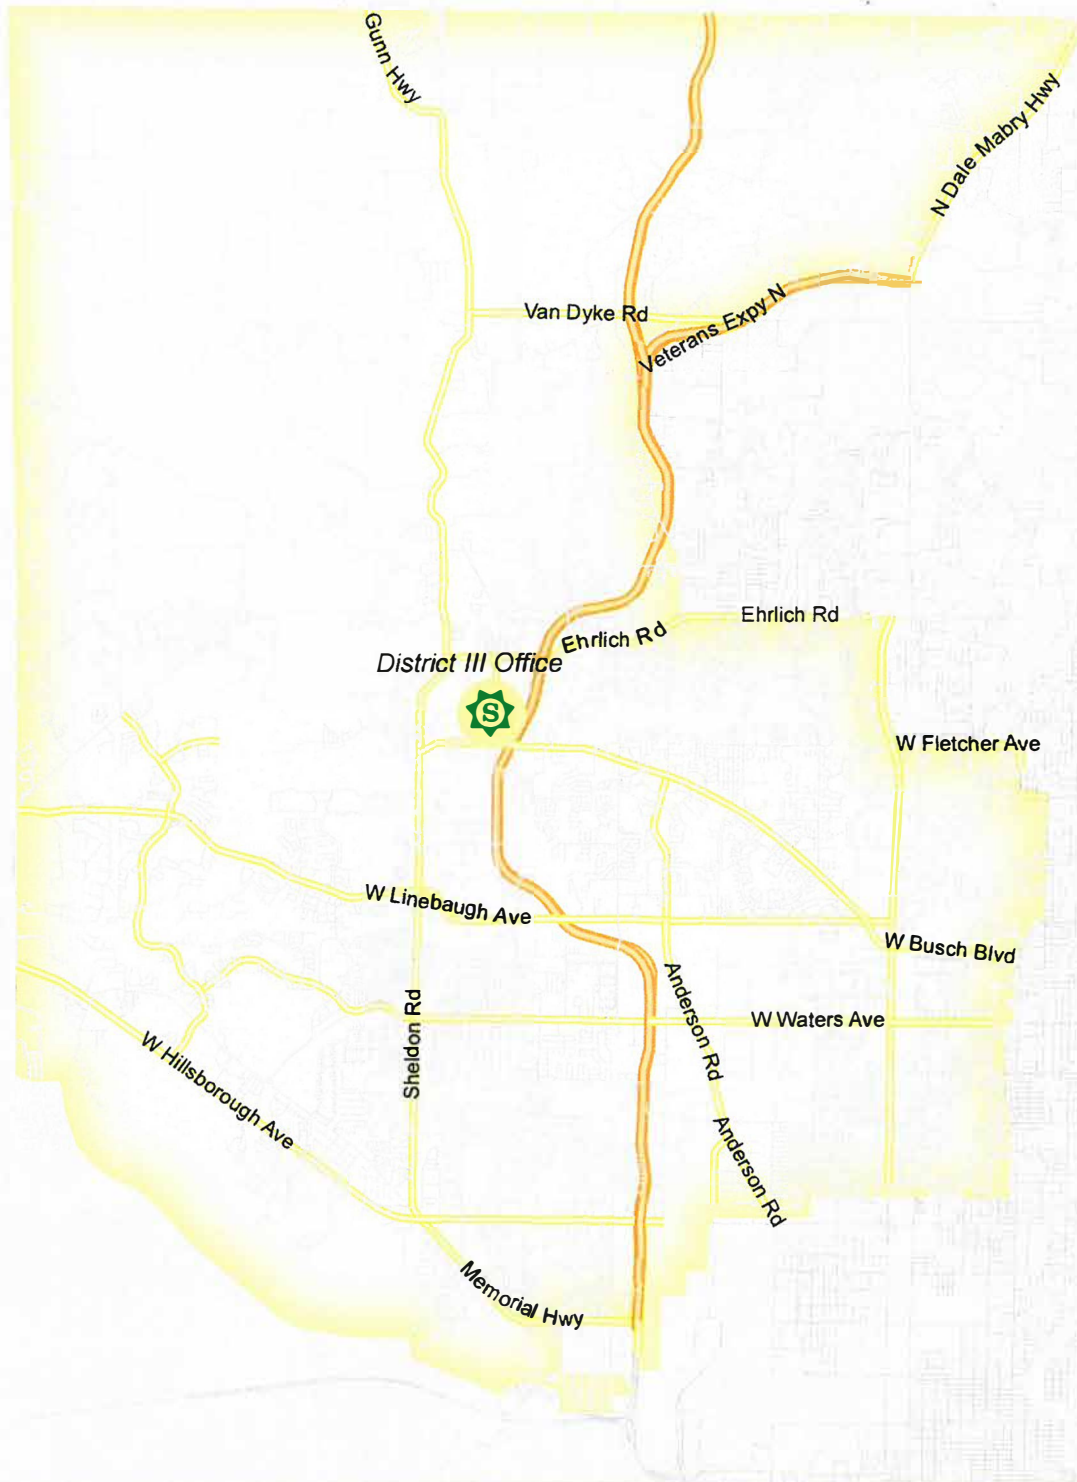 Gunn Hwy
N Dale Mabry Hwy
Van Dyke Rd
Veterans Expy N
Ehrlich Rd
Ehrlich Rd
District III Office
S
W Fletcher Ave
W Linebaugh Ave
W Busch Blvd
Anderson Rd
W Waters Ave
Sheldon Rd
W Hillsborough Ave
Anderson Rd
Memorial Hwy